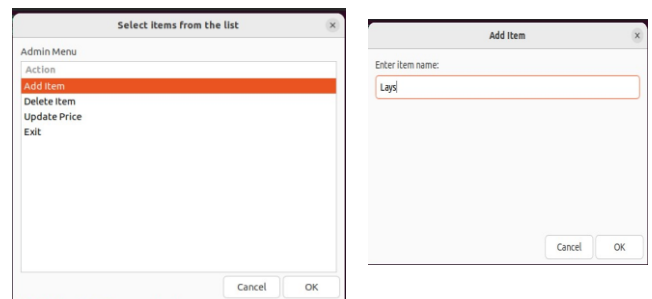 Select items from the list
Admin Menu
Action
Add Item
Delete Item
Update Price
Exit
Cancel OK
Add Item
Enter item name:
Lays
Cancel OK